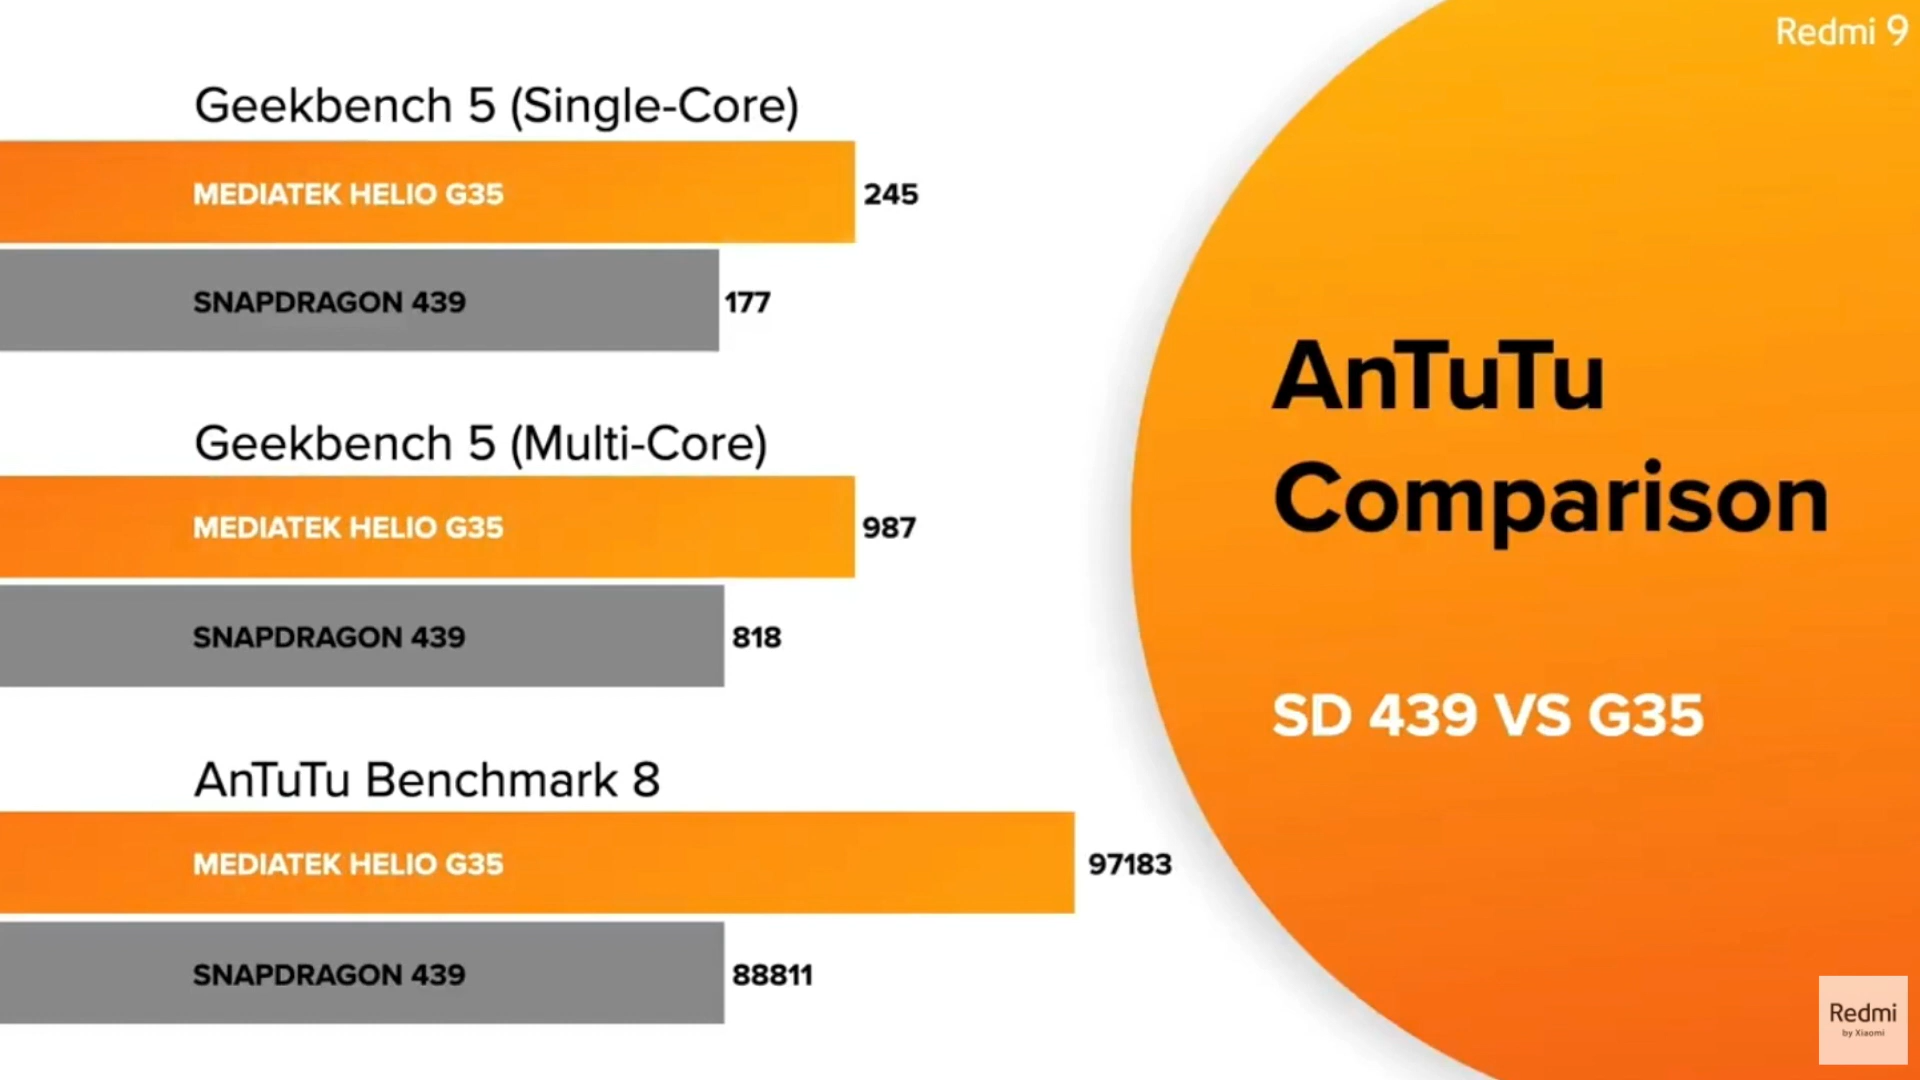 Redmi 9
Geekbench 5 (Single-Core)
MEDIATEK HELIO G35
245
SNAPDRAGON 439
177
Geekbench 5 (Multi-Core)
MEDIATEK HELIO G35
987
SNAPDRAGON 439
818
AnTuTu Benchmark 8
MEDIATEK HELIO G35
97183
SNAPDRAGON 439
88811
AnTuTu
Comparison
SD 439 VS G35
Redmi
by Xiaomi